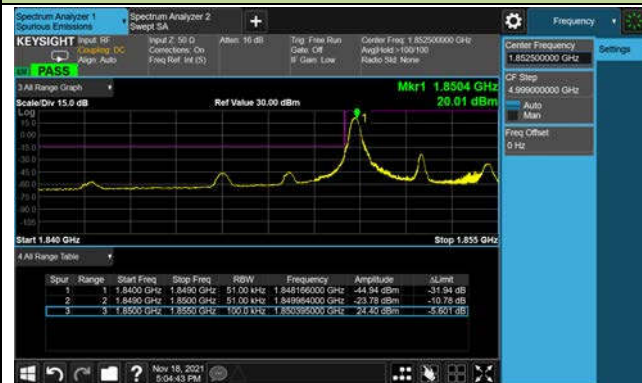 Spectrum Analyzer 1
Spurious Emissions
Spectrum Analyzer 2
Swept SA
+
Frequency
KEYSIGHT
Input: RF
Coupling: DC
Align: Auto
Input Z: 50 Ω
Corrections: On
Freq Ref: Int (S)
Atten: 16 dB
Trig: Free Run
Gate: Off
IF Gain: Low
Center Freq: 1.852500000 GHz
Avg|Hold:>100/100
Radio Std: None
PASS
3 All Range Graph
Scale/Div 15.0 dB
Ref Value 30.00 dBm
Mkr1 1.8504 GHz
20.01 dBm
Log
15.0
0.00
-15.0
-30.0
-45.0
-60.0
-75.0
-90.0
-105
1
Start 1.840 GHz
Stop 1.855 GHz
4 All Range Table
Spur Range Start Freq Stop Freq RBW Frequency Amplitude ΔLimit
1 1 1.8400 GHz 1.8490 GHz 51.00 kHz 1.848166000 GHz -44.94 dBm -31.94 dB
2 2 1.8490 GHz 1.8500 GHz 51.00 kHz 1.849984000 GHz -23.78 dBm -10.78 dB
3 3 1.8500 GHz 1.8550 GHz 100.0 kHz 1.850395000 GHz 24.40 dBm -5.601 dB
Center Frequency
1.852500000 GHz
Settings
CF Step
4.999000000 GHz
Auto
Man
Freq Offset
0 Hz
?
Nov 18, 2021
5:04:43 PM